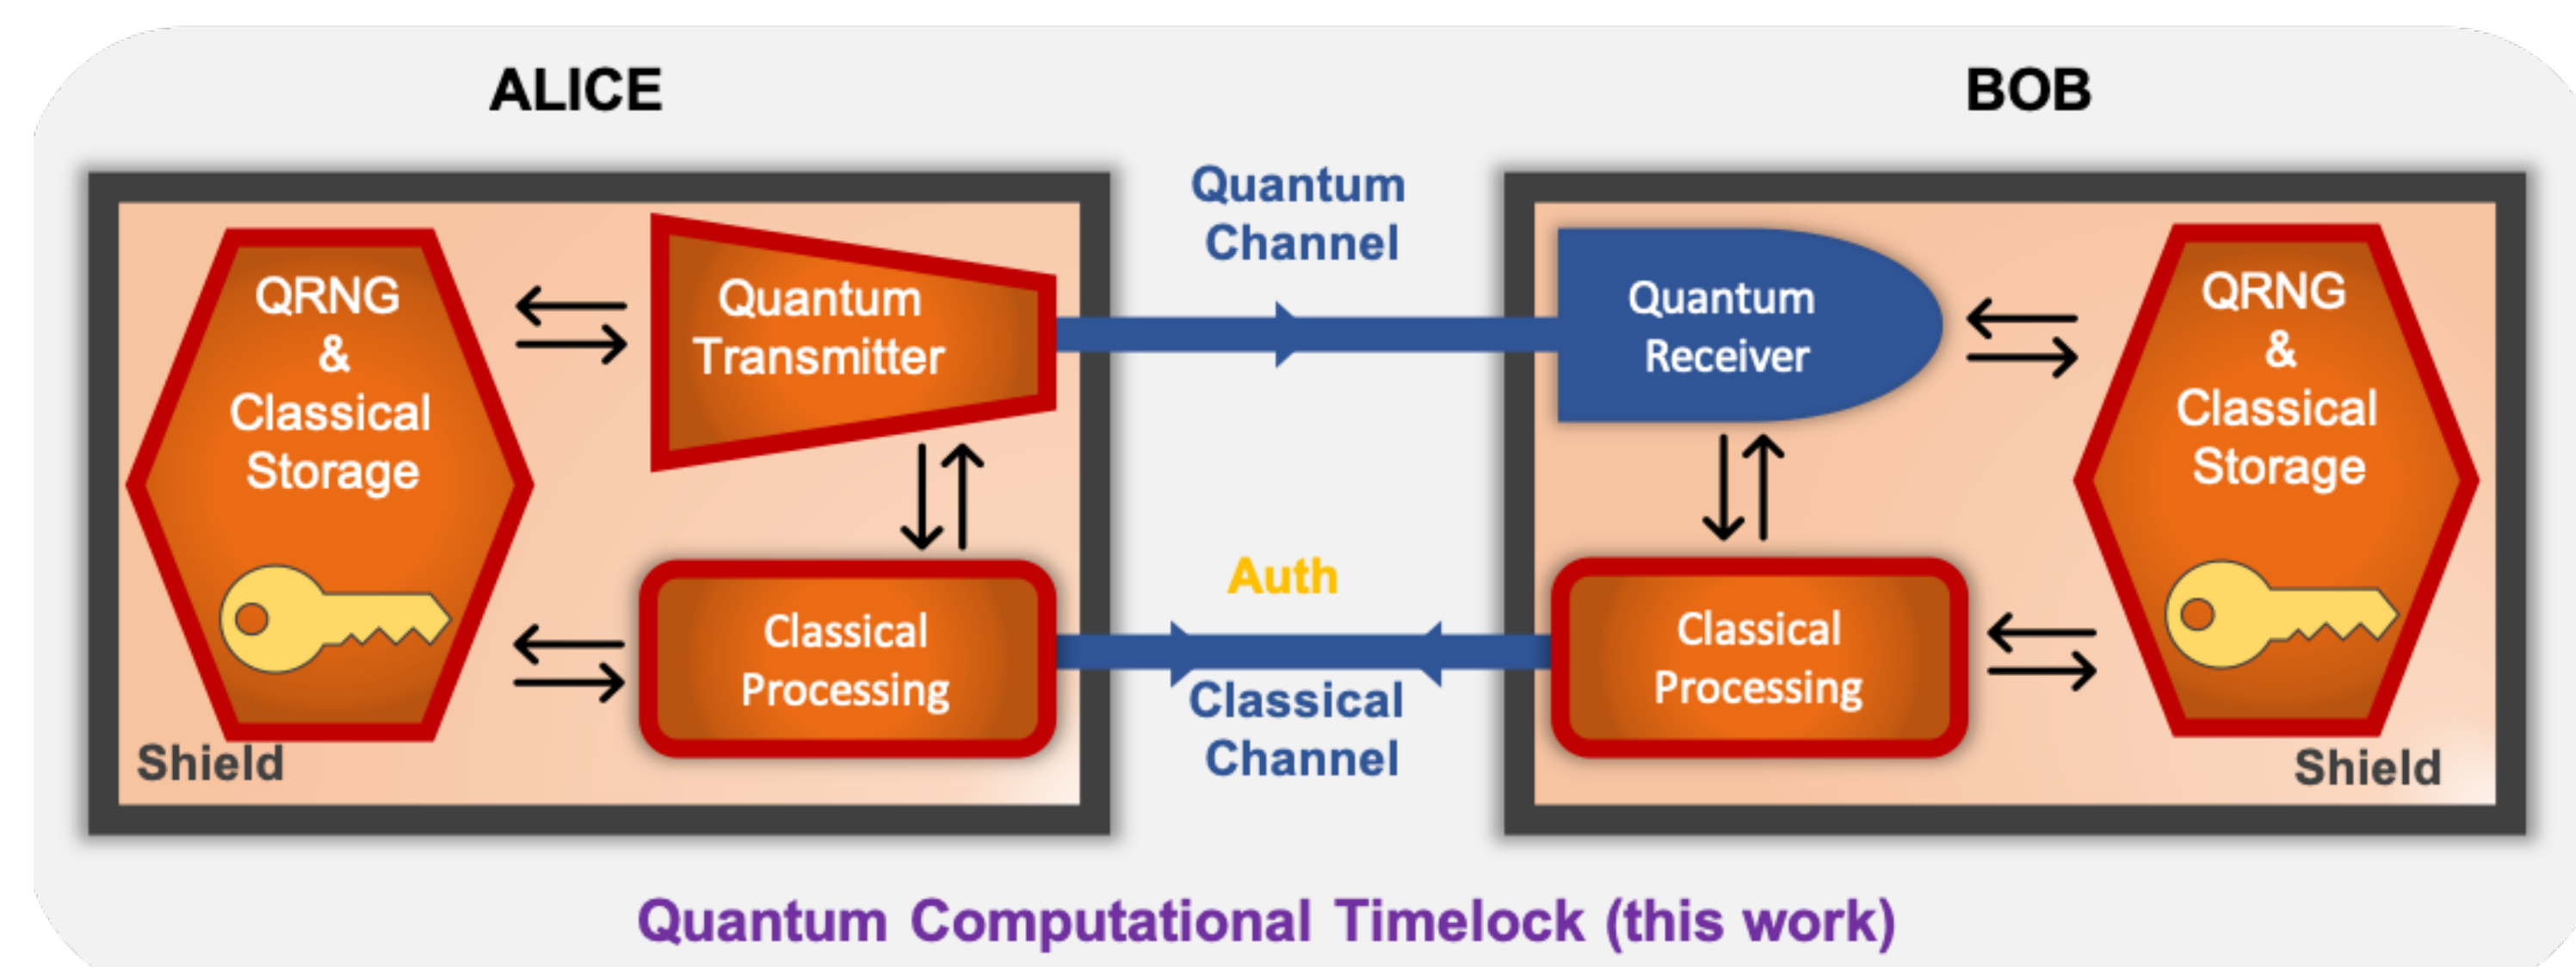 ALICE
BOB
Quantum
Channel
QRNG
&
Classical
Storage
Quantum
Transmitter
Quantum
Receiver
QRNG
&
Classical
Storage
Auth
Classical
Processing
Classical
Processing
Classical
Channel
Shield
Shield
Quantum Computational Timelock (this work)